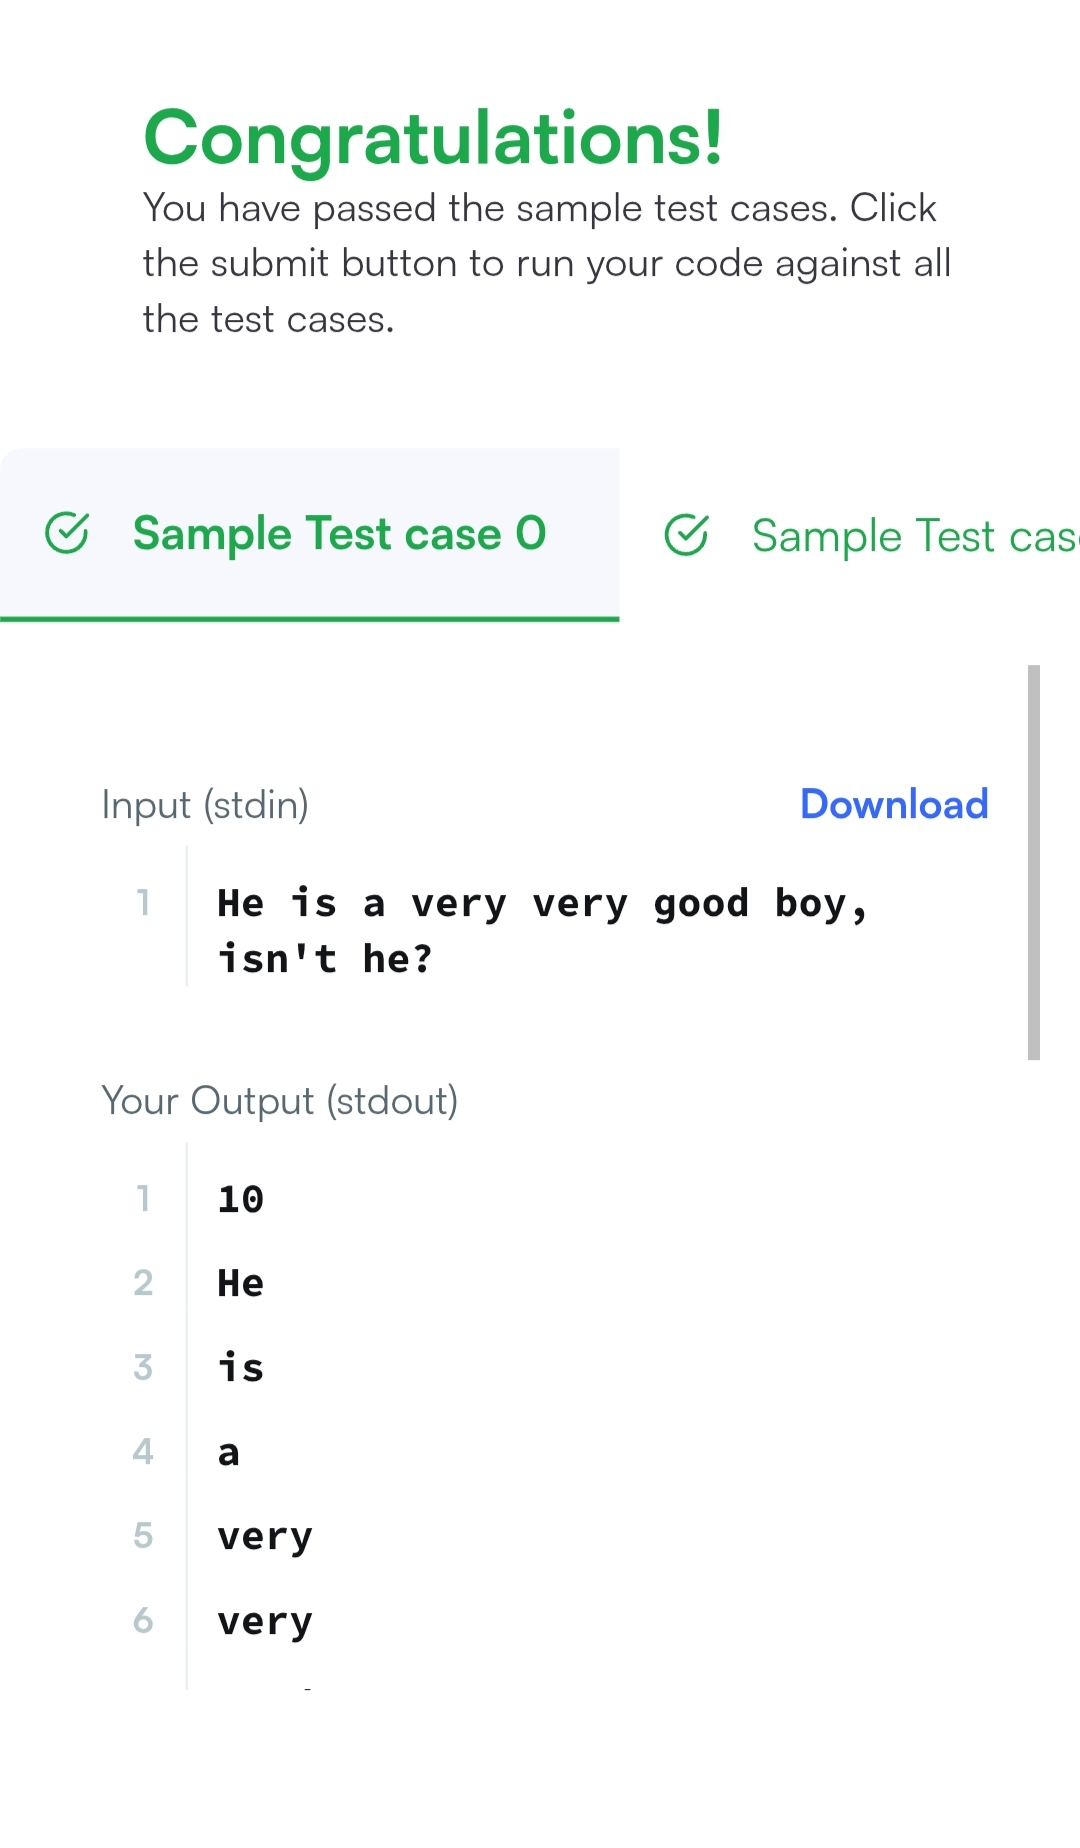 Congratulations!
You have passed the sample test cases. Click
the submit button to run your code against all
the test cases.
Sample Test case 0
Sample Test cas
Input (stdin)
Download
1
He is a very very good boy,
isn't he?
Your Output (stdout)
1
10
2
He
3
is
4
a
5
very
6
very